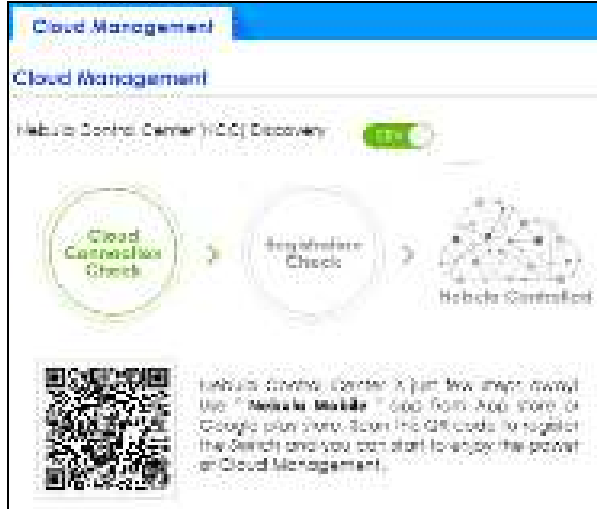 Cloud Management
Cloud Management
Nebula Control Center (NCC) Discovery
Cloud
Connection
Check
Registration
Check
Nebula Controlled
Nebula Control Center is just few steps away!
Use " Nebula Mobile " app from App store or
Google play store. Scan the QR code to register
the Switch and you can start to enjoy the power
of Cloud Management.